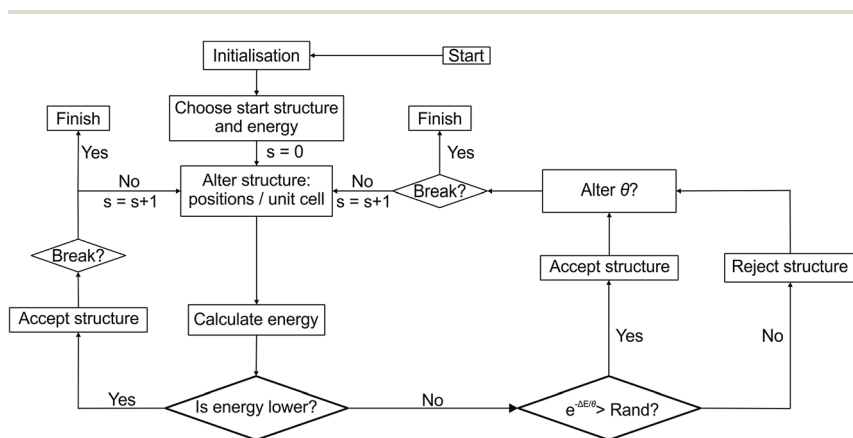 Initialisation
Start
Choose start structure
and energy
Finish
Finish
s = 0
Yes
Yes
No
s = s+1
Alter structure:
positions / unit cell
No
s = s+1
Break?
Alter θ?
Break?
Accept structure
Reject structure
Accept structure
Calculate energy
Yes
No
Yes
Is energy lower?
No
e-ΔE/θ> Rand?